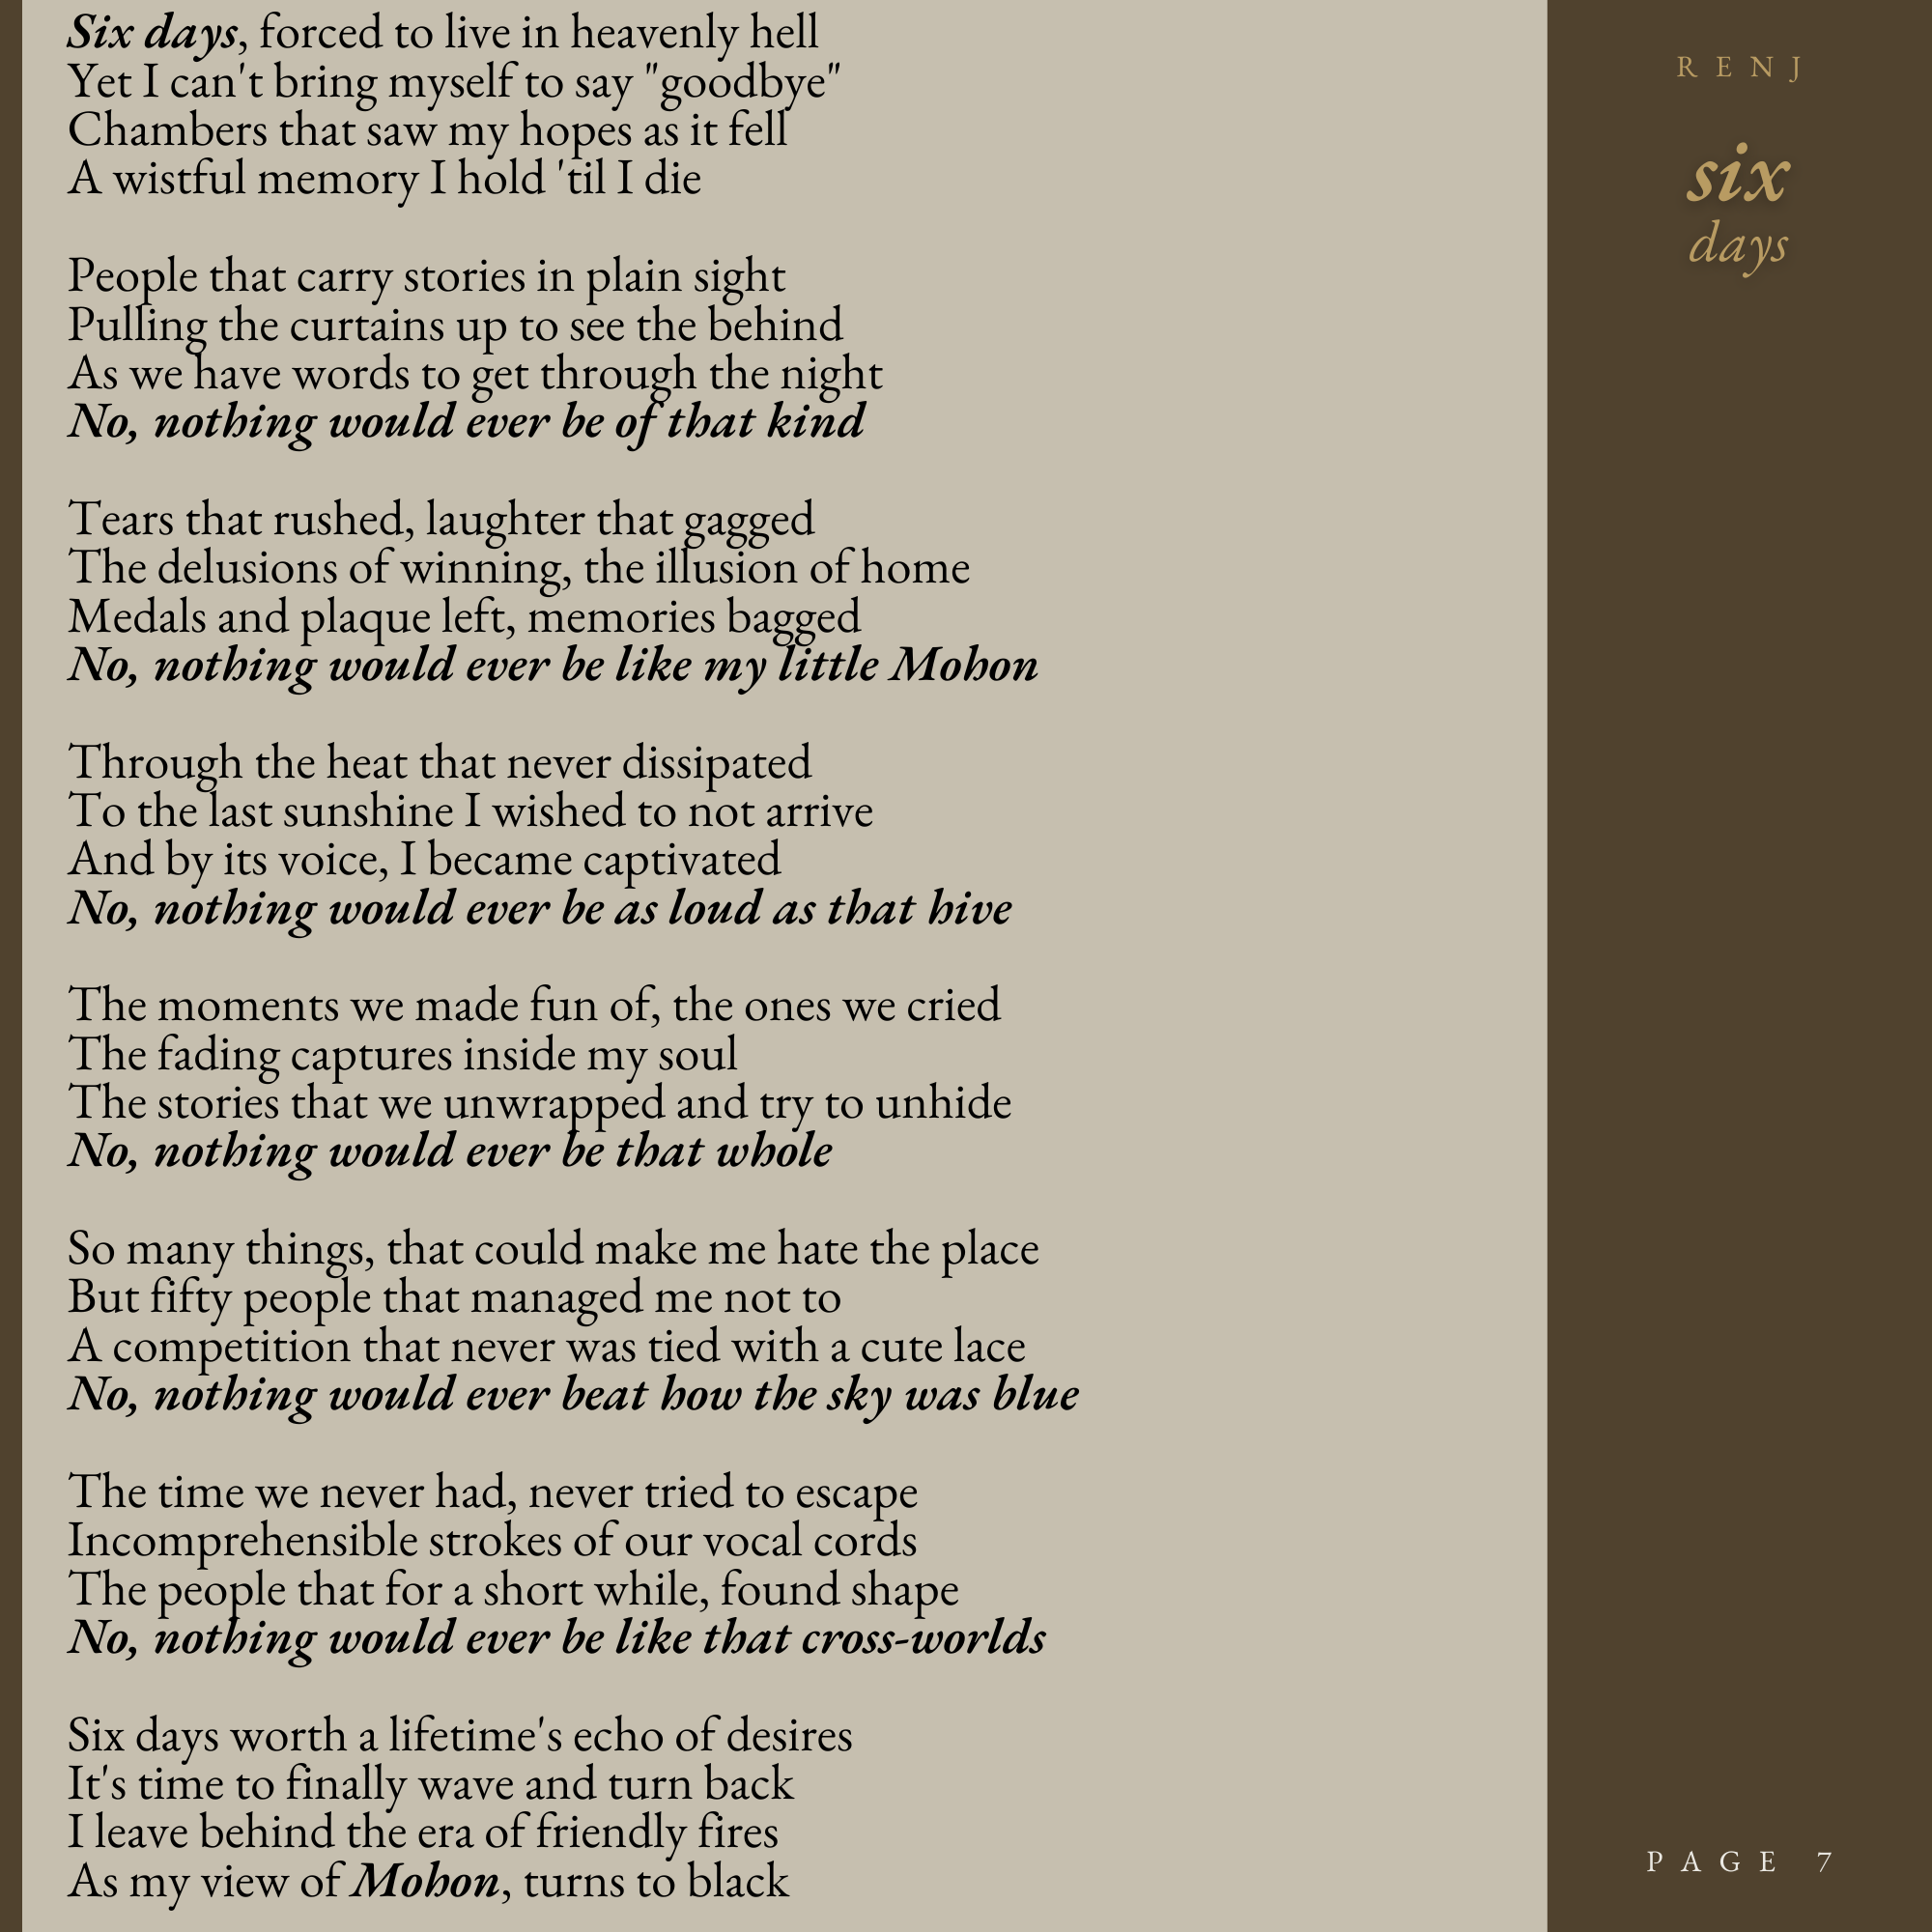 Six days, forced to live in heavenly hell
Yet I can't bring myself to say "goodbye"
Chambers that saw my hopes as it fell
A wistful memory I hold 'til I die
People that carry stories in plain sight
Pulling the curtains up to see the behind
As we have words to get through the night
No, nothing would ever be of that kind
Tears that rushed, laughter that gagged
The delusions of winning, the illusion of home
Medals and plaque left, memories bagged
No, nothing would ever be like my little Mohon
Through the heat that never dissipated
To the last sunshine I wished to not arrive
And by its voice, I became captivated
No, nothing would ever be as loud as that hive
The moments we made fun of, the ones we cried
The fading captures inside my soul
The stories that we unwrapped and try to unhide
No, nothing would ever be that whole
So many things, that could make me hate the place
But fifty people that managed me not to
A competition that never was tied with a cute lace
No, nothing would ever beat how the sky was blue
The time we never had, never tried to escape
Incomprehensible strokes of our vocal cords
The people that for a short while, found shape
No, nothing would ever be like that cross-worlds
Six days worth a lifetime's echo of desires
It's time to finally wave and turn back
I leave behind the era of friendly fires
As my view of Mohon, turns to black
RENJ
six
days
PAGE 7